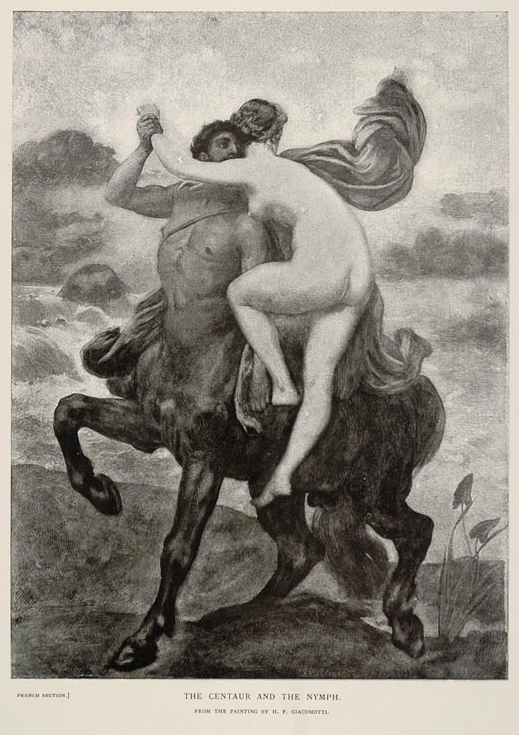 FRENCH SECTION.]
THE CENTAUR AND THE NYMPH.
FROM THE PAINTING BY H. F. GIACOMOTTI.